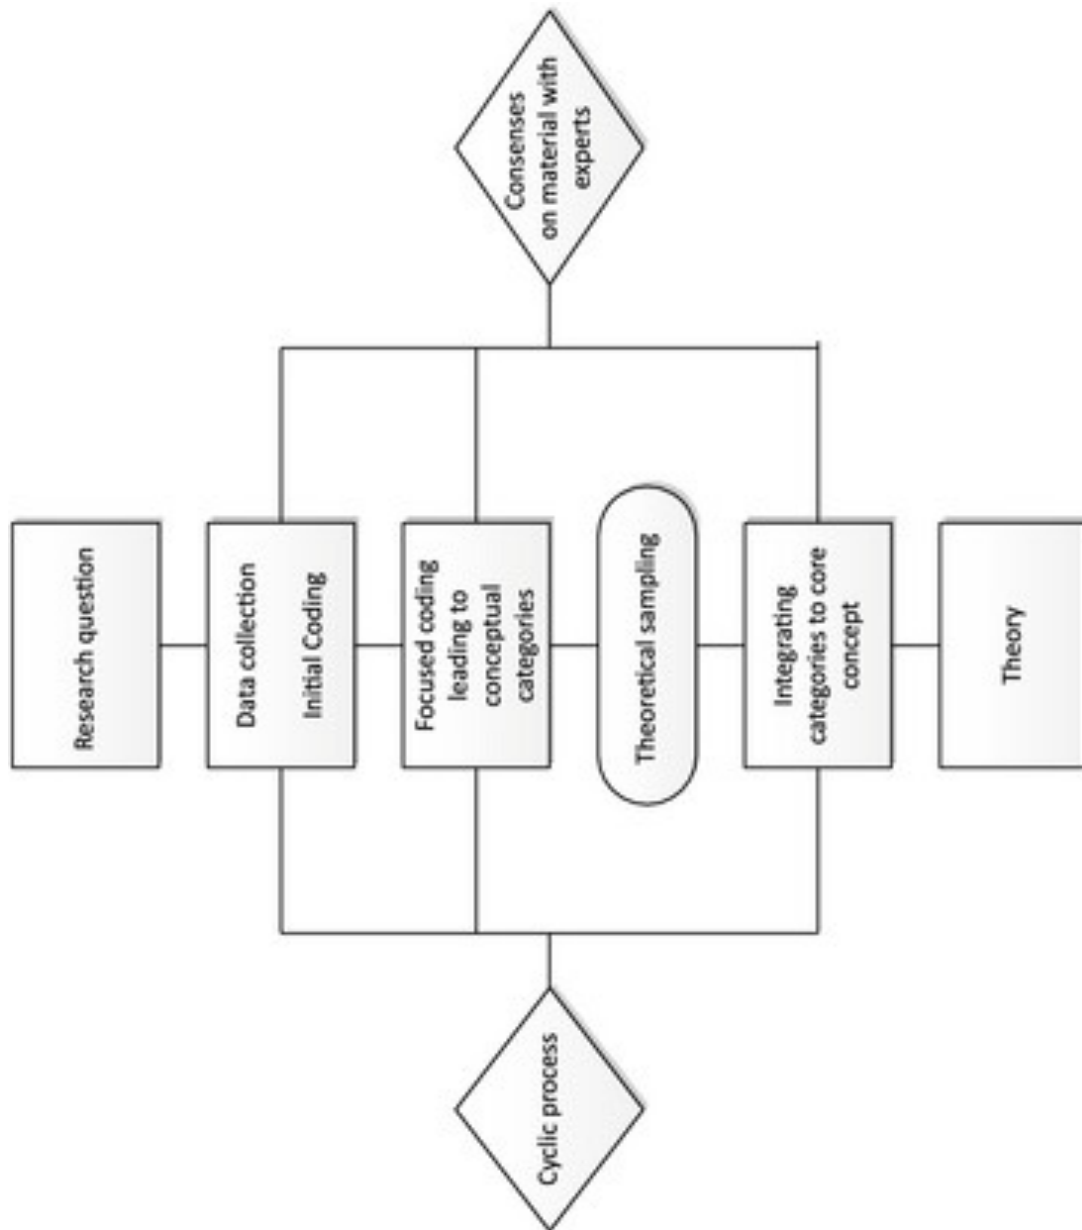 Consenses
on material with
experts
Research question
Data collection
Initial Coding
Focused coding
leading to
conceptual
categories
Theoretical sampling
Integrating
categories to core
concept
Theory
Cyclic process